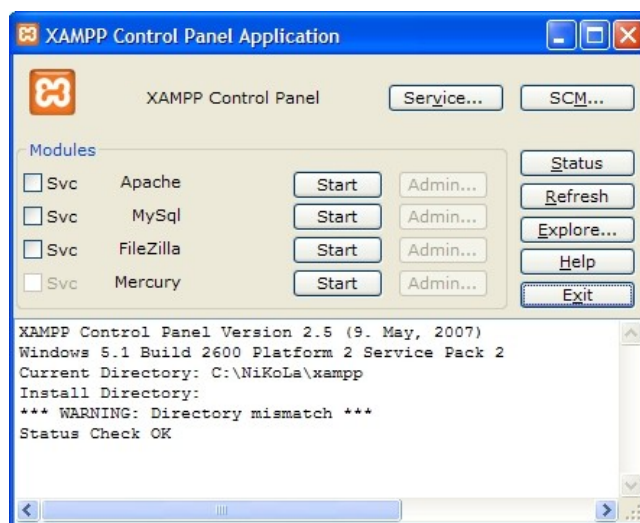 XAMPP Control Panel Application
XAMPP Control Panel
Service...
SCM...
Modules
Svc Apache Start Admin...
Svc MySql Start Admin...
Svc FileZilla Start Admin...
Svc Mercury Start Admin...
Status
Refresh
Explore...
Help
Exit
XAMPP Control Panel Version 2.5 (9. May, 2007)
Windows 5.1 Build 2600 Platform 2 Service Pack 2
Current Directory: C:\NiKoLa\xampp
Install Directory:
*** WARNING: Directory mismatch ***
Status Check OK